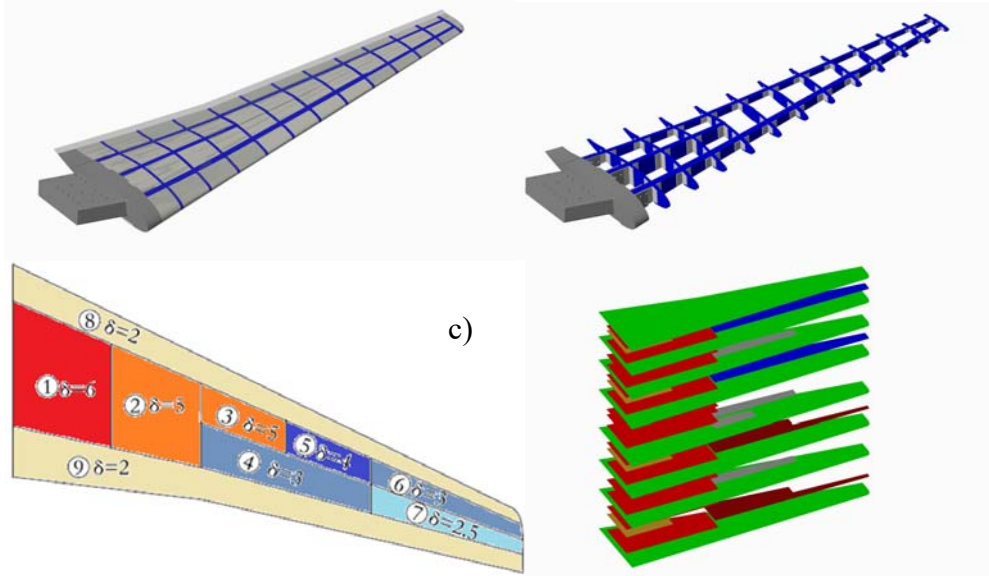 c)
⑧ δ=2
① δ=6
② δ=5
③ δ=5
⑤ δ=4
④ δ=3
⑥ δ=3
⑨ δ=2
⑦ δ=2,5